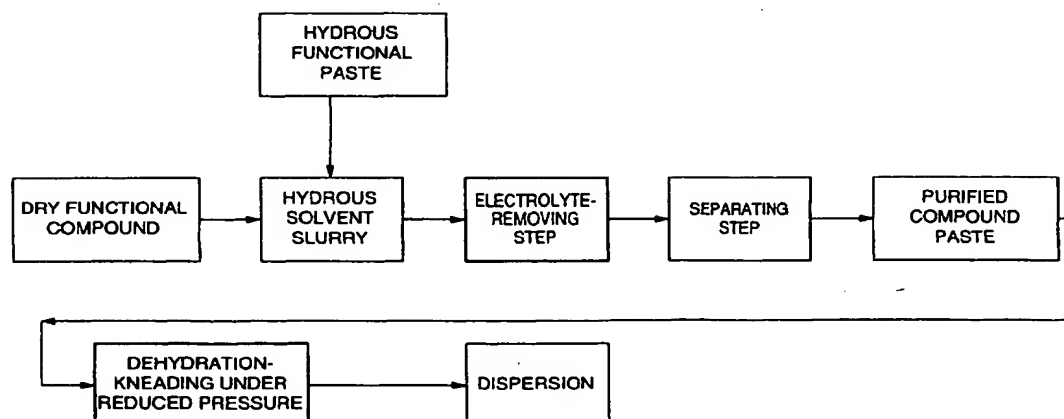 HYDROUS
FUNCTIONAL
PASTE
DRY FUNCTIONAL
COMPOUND
HYDROUS
SOLVENT
SLURRY
ELECTROLYTE-
REMOVING
STEP
SEPARATING
STEP
PURIFIED
COMPOUND
PASTE
DEHYDRATION-
KNEADING UNDER
REDUCED PRESSURE
DISPERSION